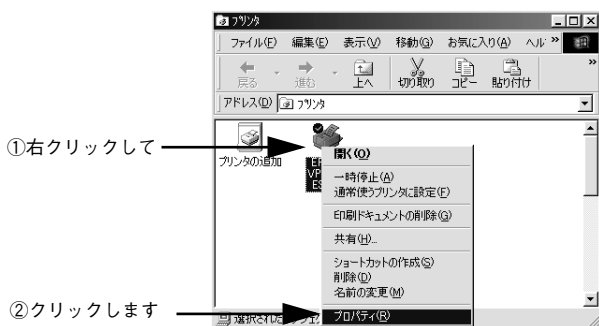 プリンタ
ファイル(F) 編集(E) 表示(V) 移動(G) お気に入り(A) ヘル »
戻る 進む 上へ 切り取り コピー 貼り付け »
アドレス(D) プリンタ
①右クリックして
プリンタの追加
開く(O)
一時停止(A)
通常使うプリンタに設定(F)
印刷ドキュメントの削除(G)
共有(H)...
ショートカットの作成(S)
削除(D)
名前の変更(M)
②クリックします
プロパティ(R)